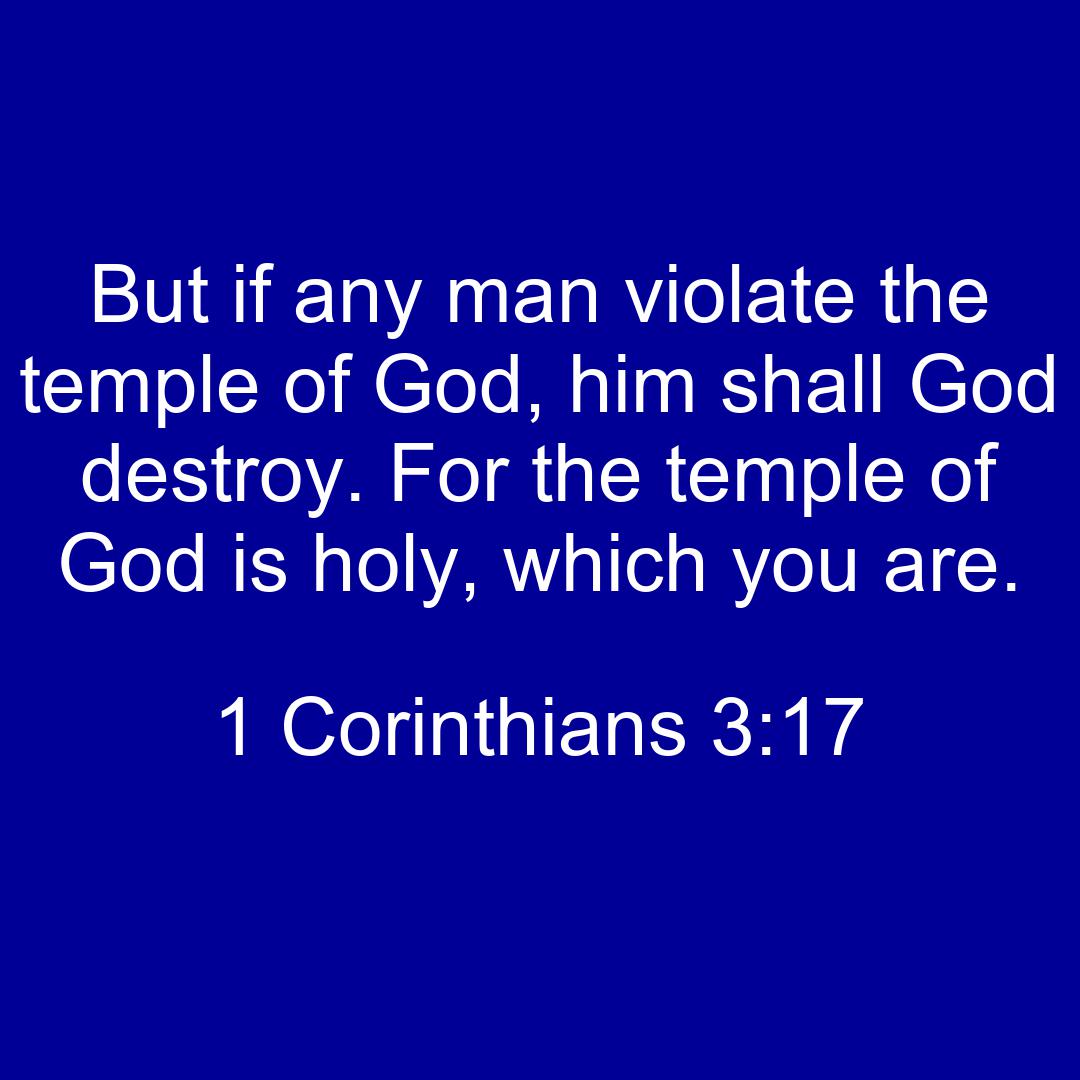 But if any man violate the
temple of God, him shall God
destroy. For the temple of
God is holy, which you are.
1 Corinthians 3:17